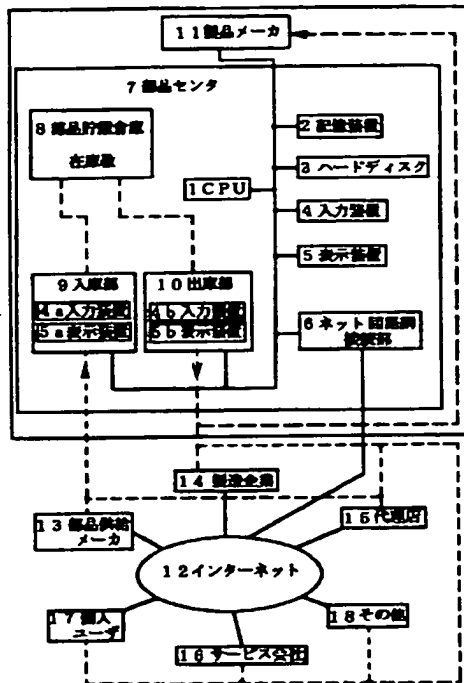 11製品メーカ
7部品センタ
8部品貯蔵倉庫
在庫数
2記憶装置
3ハードディスク
1CPU
4入力装置
5表示装置
9入庫部
4a入力装置
5a表示装置
10出庫部
4b入力装置
5b表示装置
6ネット回路網
接続部
14製造企業
13部品供給
メーカ
15代理店
12インターネット
17個人
ユーザ
18その他
16サービス会社